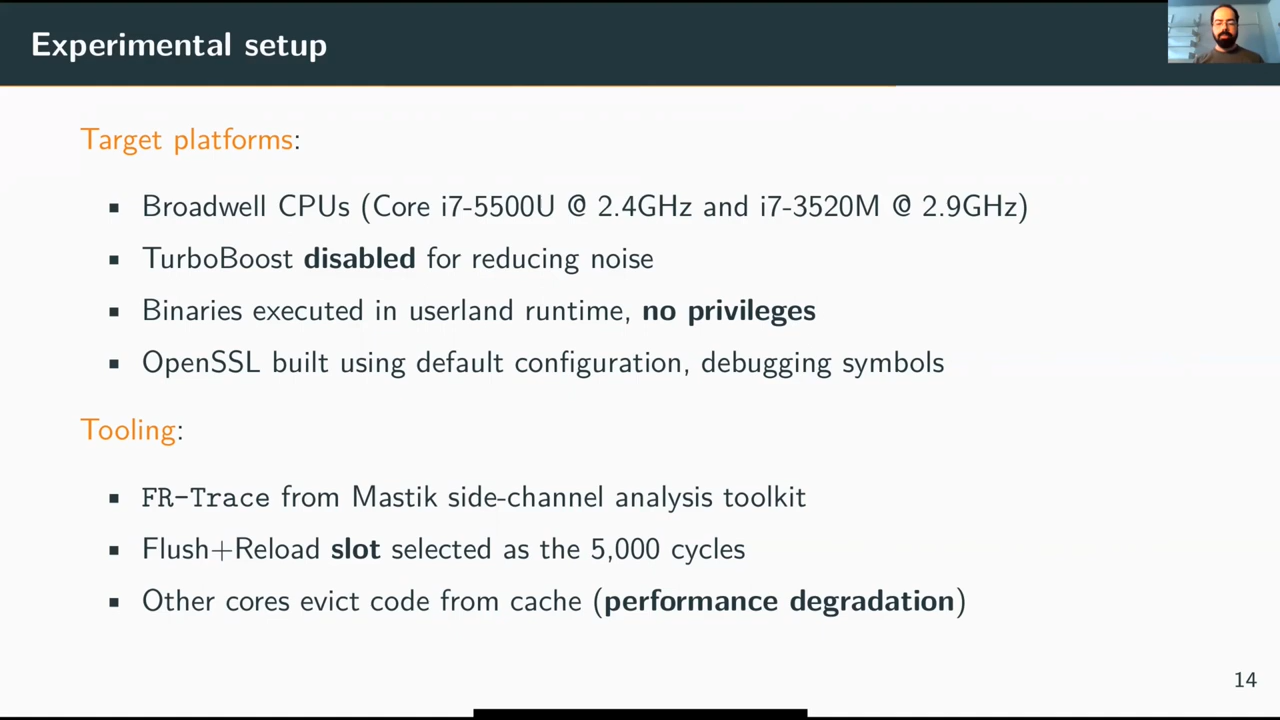 Experimental setup
Target platforms:
▪ Broadwell CPUs (Core i7-5500U @ 2.4GHz and i7-3520M @ 2.9GHz)
▪ TurboBoost disabled for reducing noise
▪ Binaries executed in userland runtime, no privileges
▪ OpenSSL built using default configuration, debugging symbols
Tooling:
▪ FR-Trace from Mastik side-channel analysis toolkit
▪ Flush+Reload slot selected as the 5,000 cycles
▪ Other cores evict code from cache (performance degradation)
14